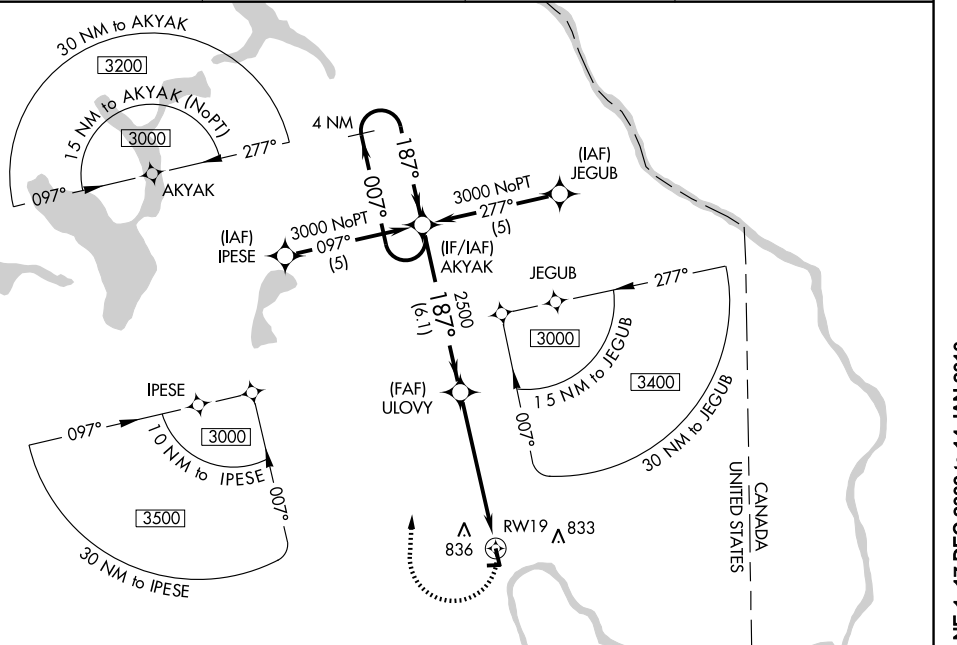 30 NM to AKYAK
3200
15 NM to AKYAK (NoPT)
3000
097°
277°
AKYAK
4 NM
187°
007°
(IAF)
JEGUB
3000 NoPT
277°
(5)
(IAF)
IPESE
3000 NoPT
097°
(5)
(IF/IAF)
AKYAK
2500
187°
(6.1)
JEGUB
277°
3000
15 NM to JEGUB
3400
30 NM to JEGUB
007°
IPESE
097°
3000
10 NM to IPESE
007°
3500
30 NM to IPESE
(FAF)
ULOVY
RW19
836
833
CANADA
UNITED STATES